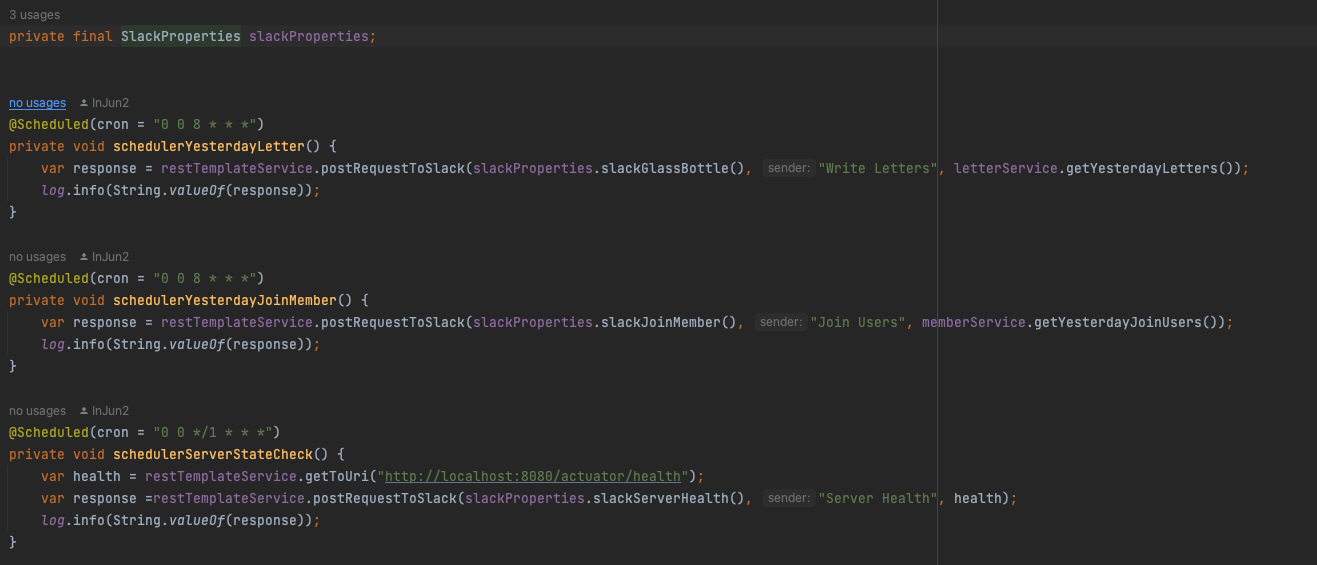 3 usages
private final SlackProperties slackProperties;
no usages InJun2
@Scheduled(cron = "0 0 8 * * *")
private void schedulerYesterdayLetter() {
var response = restTemplateService.postRequestToSlack(slackProperties.slackGlassBottle(), sender: "Write Letters", letterService.getYesterdayLetters());
log.info(String.valueOf(response));
}
no usages InJun2
@Scheduled(cron = "0 0 8 * * *")
private void schedulerYesterdayJoinMember() {
var response = restTemplateService.postRequestToSlack(slackProperties.slackJoinMember(), sender: "Join Users", memberService.getYesterdayJoinUsers());
log.info(String.valueOf(response));
}
no usages InJun2
@Scheduled(cron = "0 0 */1 * * *")
private void schedulerServerStateCheck() {
var health = restTemplateService.getToUri("http://localhost:8080/actuator/health");
var response =restTemplateService.postRequestToSlack(slackProperties.slackServerHealth(), sender: "Server Health", health);
log.info(String.valueOf(response));
}